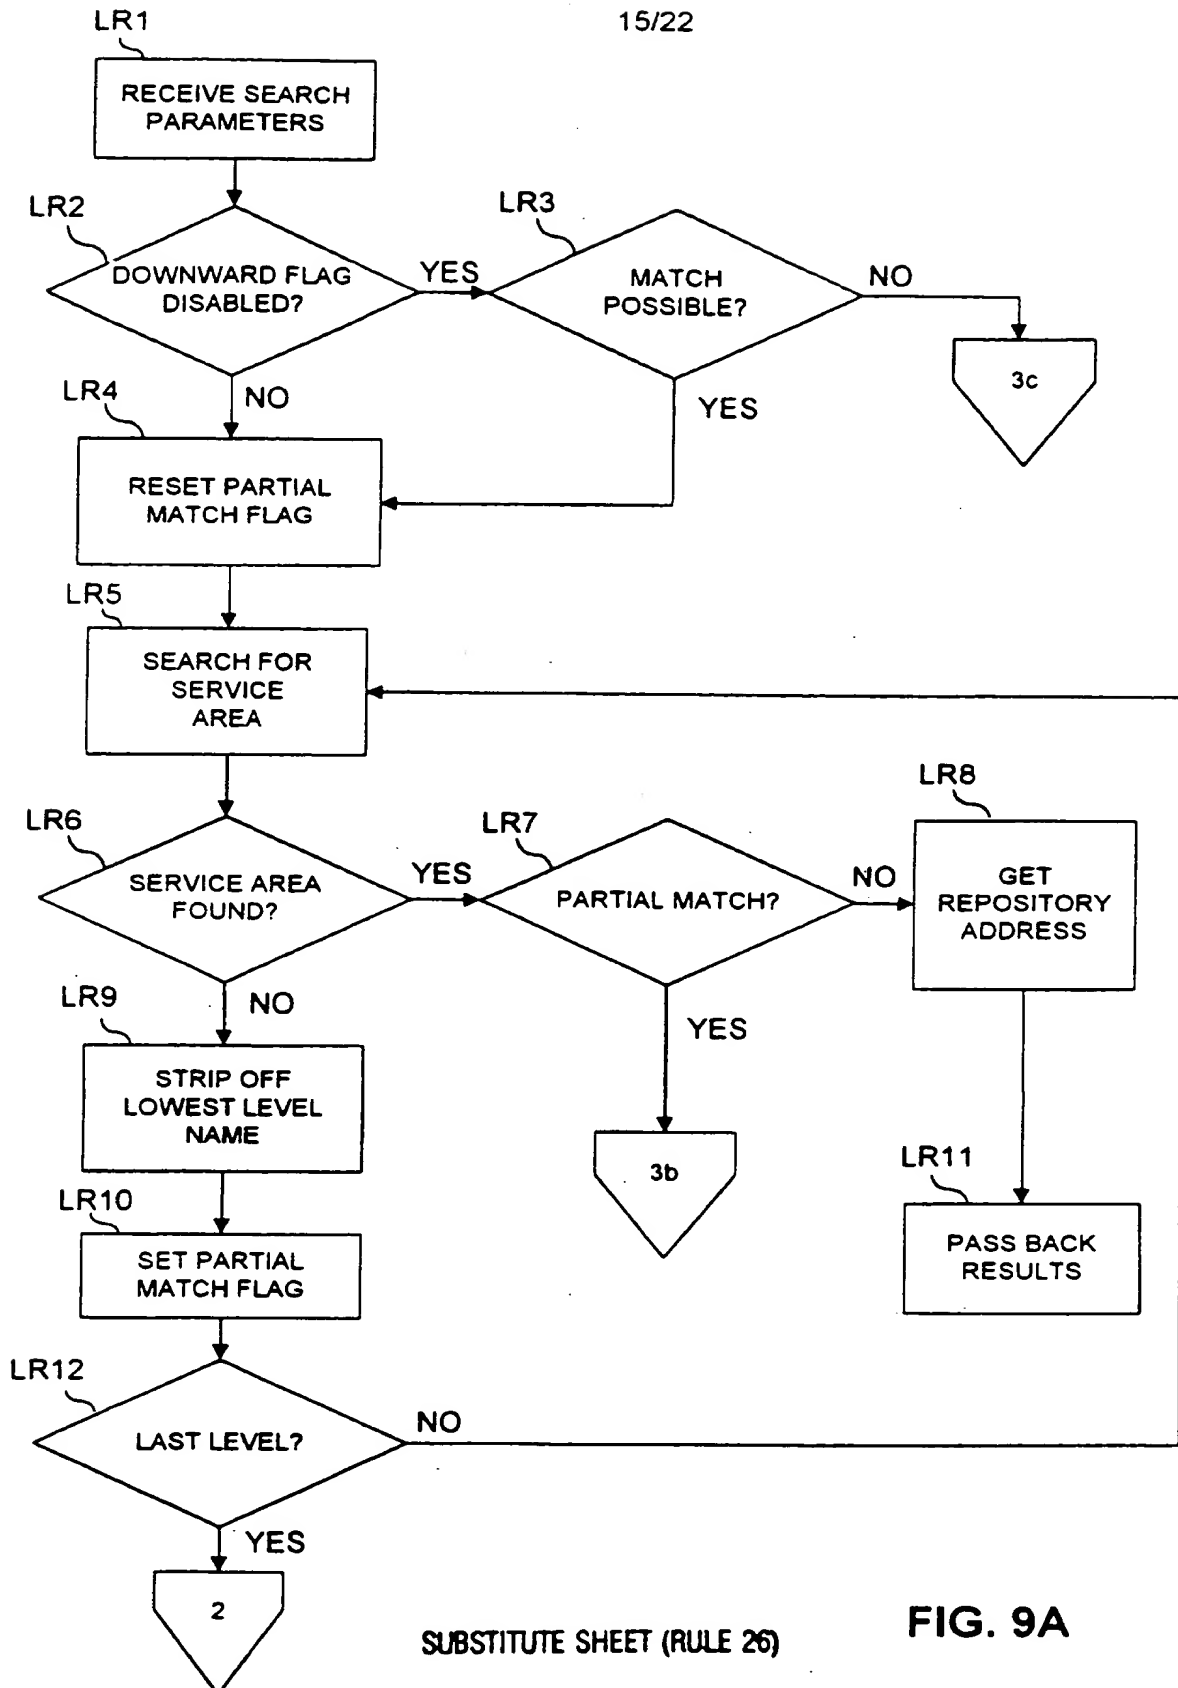 15/22
LR1
RECEIVE SEARCH
PARAMETERS
LR2
DOWNWARD FLAG
DISABLED?
YES
LR3
MATCH
POSSIBLE?
NO
3c
NO
YES
LR4
RESET PARTIAL
MATCH FLAG
LR5
SEARCH FOR
SERVICE
AREA
LR6
SERVICE AREA
FOUND?
YES
LR7
PARTIAL MATCH?
NO
LR8
GET
REPOSITORY
ADDRESS
NO
YES
LR9
STRIP OFF
LOWEST LEVEL
NAME
3b
LR11
PASS BACK
RESULTS
LR10
SET PARTIAL
MATCH FLAG
LR12
LAST LEVEL?
NO
YES
2
SUBSTITUTE SHEET (RULE 26)
FIG. 9A